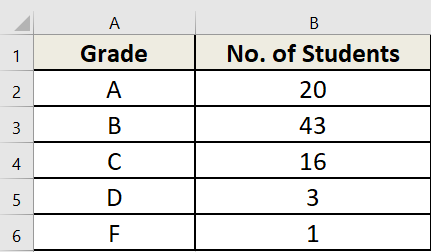 A B
1 Grade No. of Students
2 A 20
3 B 43
4 C 16
5 D 3
6 F 1